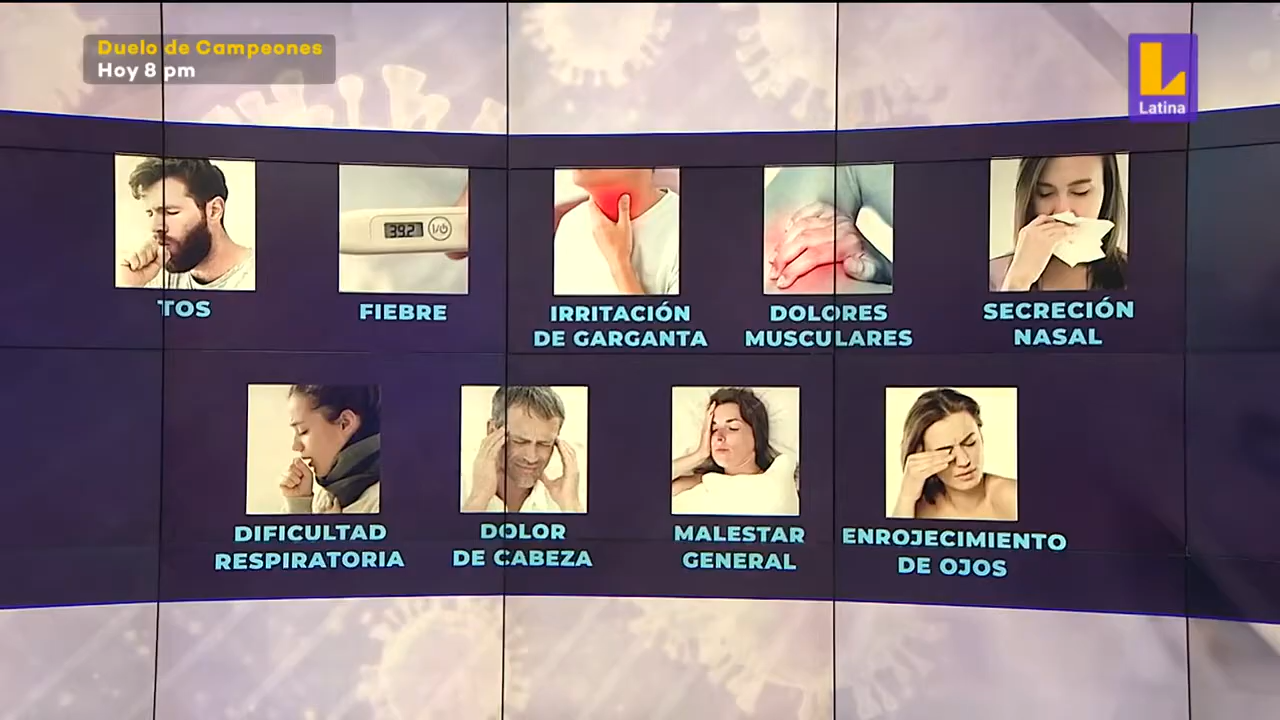 Duelo de Campeones
Hoy 8 pm
Latina
39.2
I/
TOS
FIEBRE
IRRITACIÓN
DE GARGANTA
DOLORES
MUSCULARES
SECRECIÓN
NASAL
DIFICULTAD
RESPIRATORIA
DOLOR
DE CABEZA
MALESTAR
GENERAL
ENROJECIMIENTO
DE OJOS